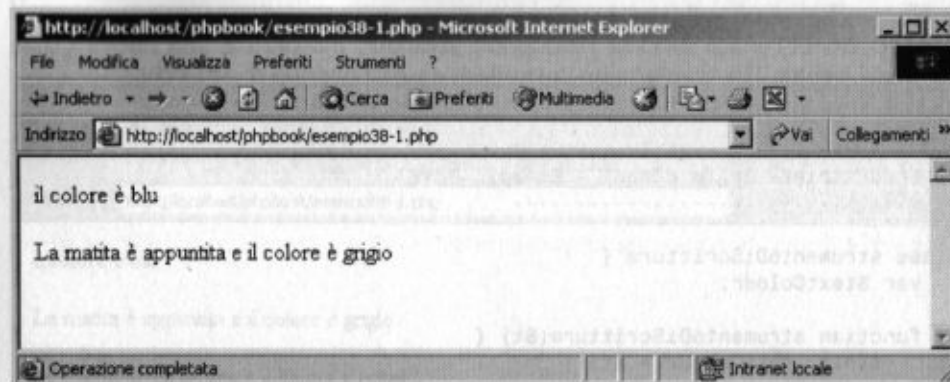 http://localhost/phpbook/esempio38-1.php - Microsoft Internet Explorer
File Modifica Visualizza Preferiti Strumenti ?
Indietro Cerca Preferiti Multimedia
Indirizzo http://localhost/phpbook/esempio38-1.php Vai Collegamenti »
il colore è blu
La matita è appuntita e il colore è grigio
Operazione completata Intranet locale